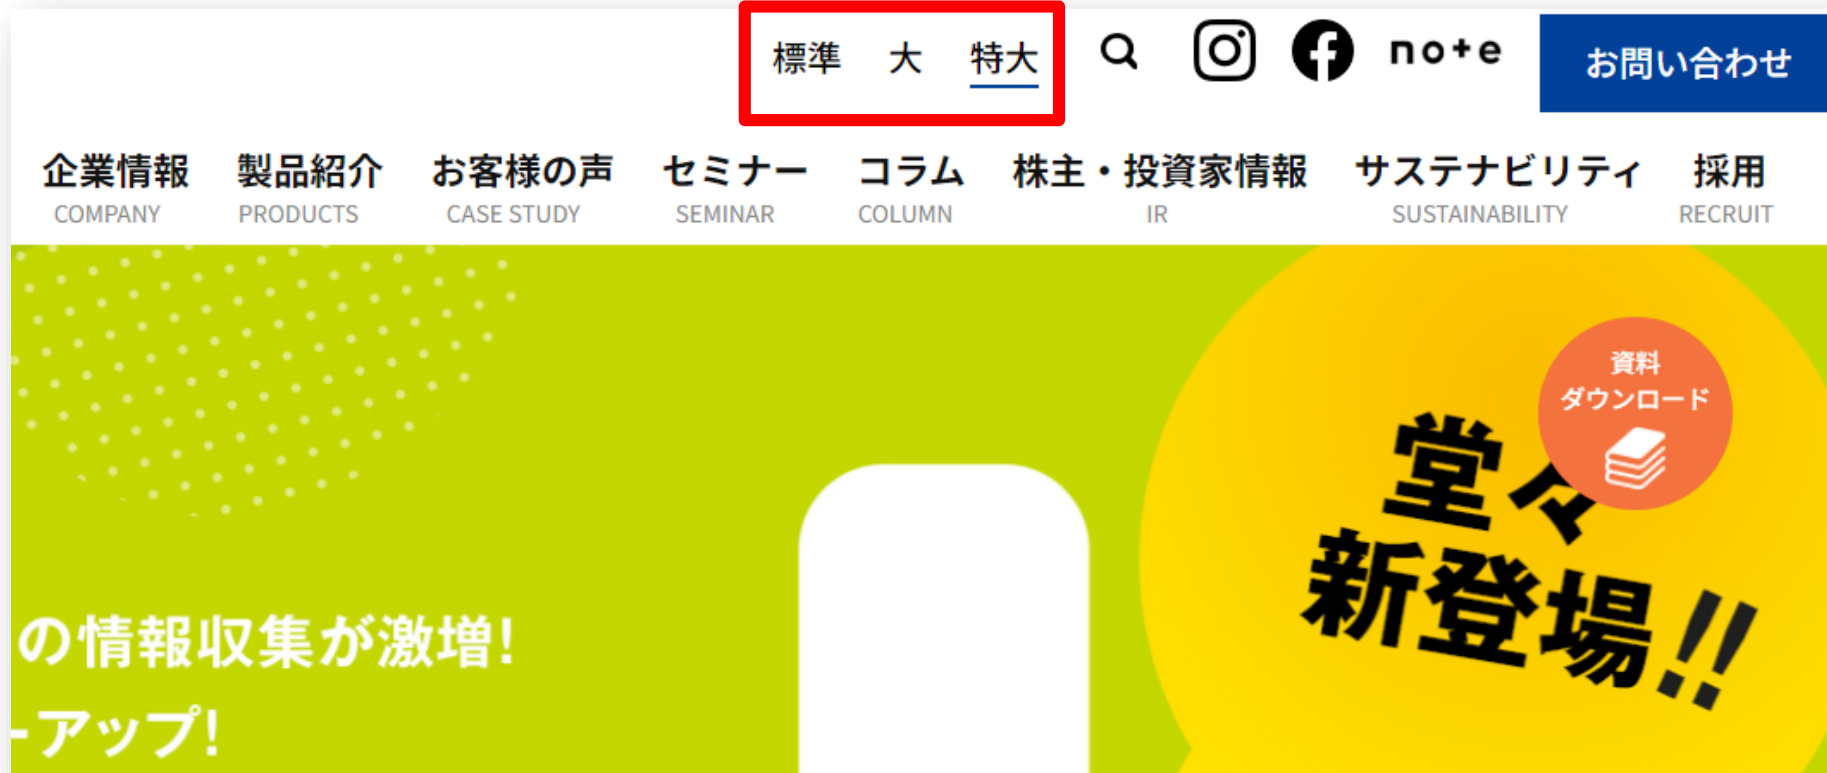 標準 大 特大 note お問い合わせ
企業情報 製品紹介 お客様の声 セミナー コラム 株主・投資家情報 サステナビリティ 採用
COMPANY PRODUCTS CASE STUDY SEMINAR COLUMN IR SUSTAINABILITY RECRUIT
資料
ダウンロード
堂々
新登場!!
の情報収集が激増!
ーアップ!